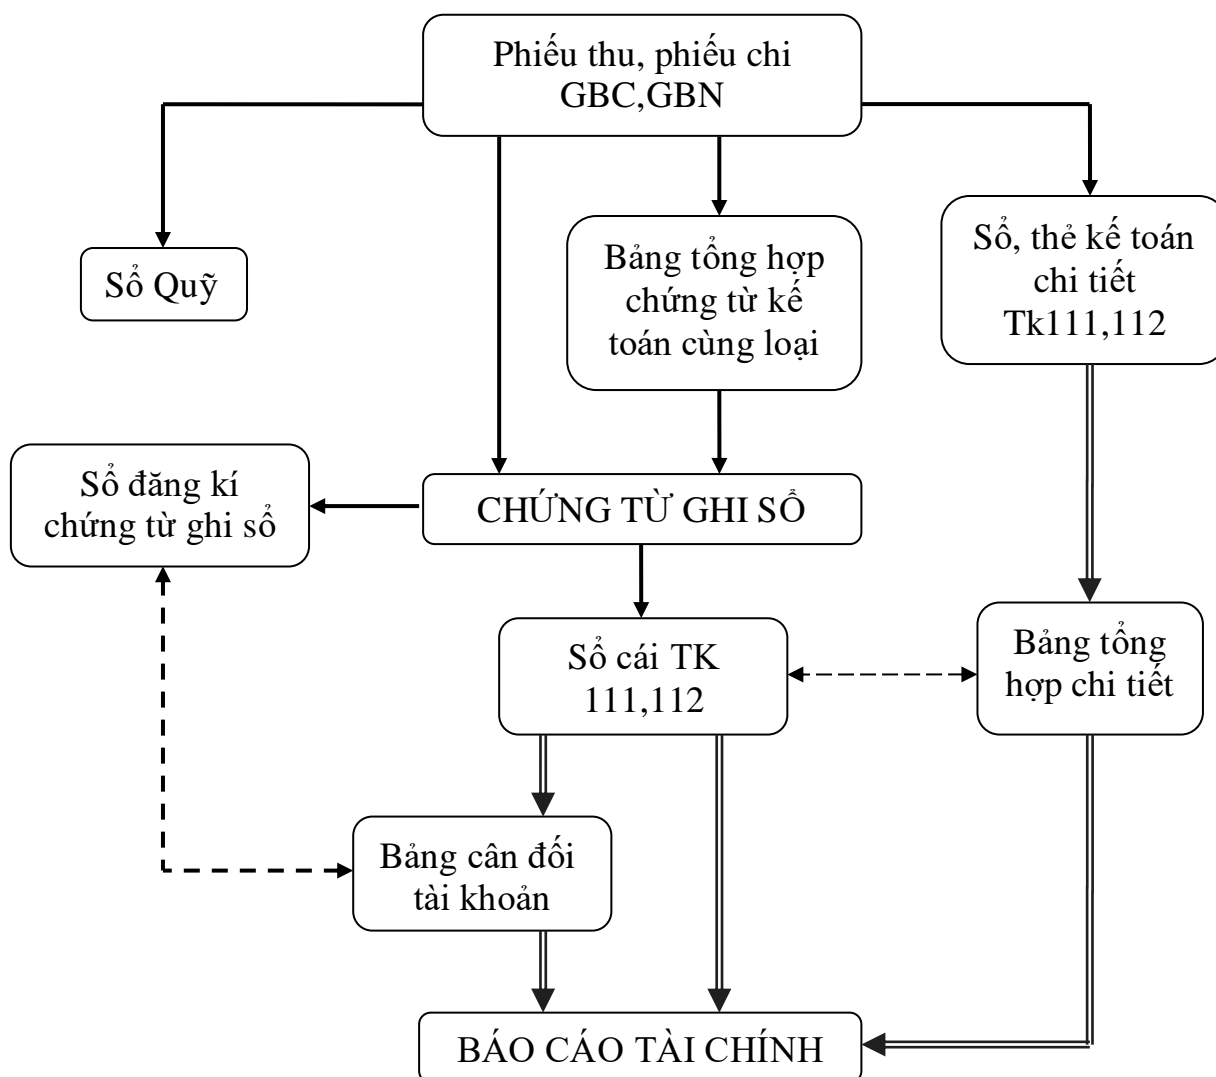 Phiếu thu, phiếu chi
GBC,GBN
Sổ Quỹ
Bảng tổng hợp
chứng từ kế
toán cùng loại
Sổ, thẻ kế toán
chi tiết
Tk111,112
Sổ đăng kí
chứng từ ghi sổ
CHỨNG TỪ GHI SỔ
Sổ cái TK
111,112
Bảng tổng
hợp chi tiết
Bảng cân đối
tài khoản
BÁO CÁO TÀI CHÍNH